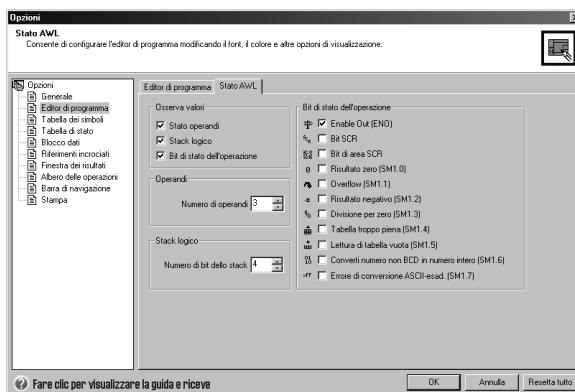 Opzioni
Stato AWL
Consente di configurare l'editor di programma modificando il font, il colore e altre opzioni di visualizzazione.
Opzioni
Generale
Editor di programma
Tabella dei simboli
Tabella di stato
Blocco dati
Riferimenti incrociati
Finestra dei risultati
Albero delle operazioni
Barra di navigazione
Stampa
Editor di programma Stato AWL
Osserva valori
Stato operandi
Stack logico
Bit di stato dell'operazione
Operandi
Numero di operandi 3
Stack logico
Numero di bit dello stack 4
Bit di stato dell'operazione
Enable Out (ENO)
Bit SCR
Bit di area SCR
Risultato zero (SM1.0)
Overflow (SM1.1)
Risultato negativo (SM1.2)
Divisione per zero (SM1.3)
Tabella troppo piena (SM1.4)
Lettura di tabella vuota (SM1.5)
Converti numero non BCD in numero intero (SM1.6)
Errore di conversione ASCII-esad. (SM1.7)
Fare clic per visualizzare la guida e riceve
OK Annulla Resetta tutto